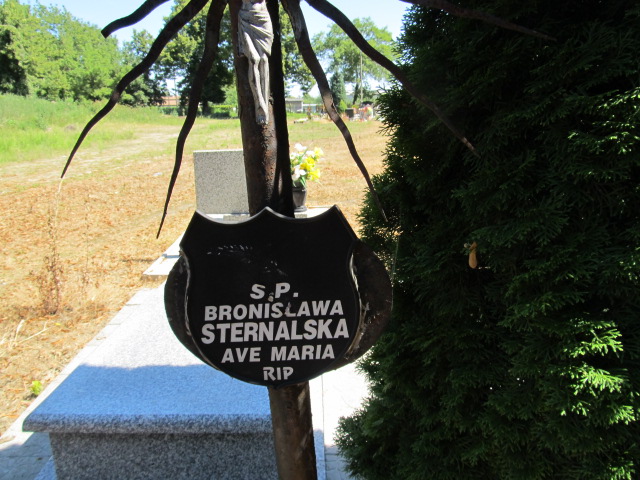 S.P.
BRONISŁAWA
STERNALSKA
AVE MARIA
RIP